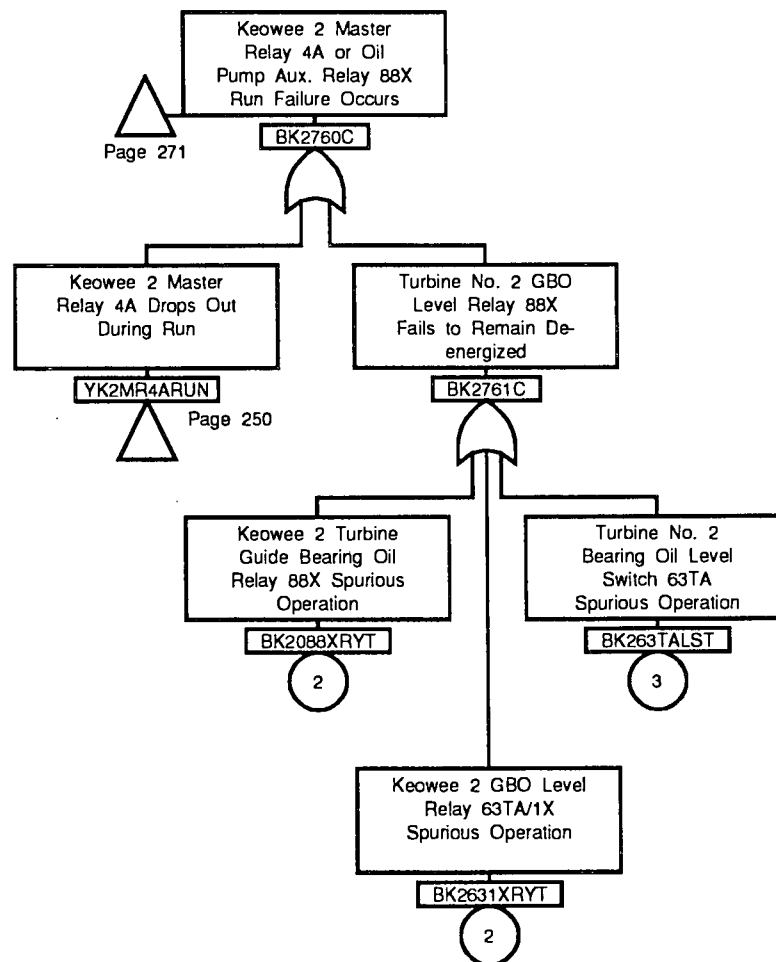 Keowee 2 Master
Relay 4A or Oil
Pump Aux. Relay 88X
Run Failure Occurs
Page 271
BK2760C
Keowee 2 Master
Relay 4A Drops Out
During Run
YK2MR4ARUN
Page 250
Turbine No. 2 GBO
Level Relay 88X
Fails to Remain De-
energized
BK2761C
Keowee 2 Turbine
Guide Bearing Oil
Relay 88X Spurious
Operation
BK2088XRYT
2
Turbine No. 2
Bearing Oil Level
Switch 63TA
Spurious Operation
BK263TALST
3
Keowee 2 GBO Level
Relay 63TA/1X
Spurious Operation
BK2631XRYT
2